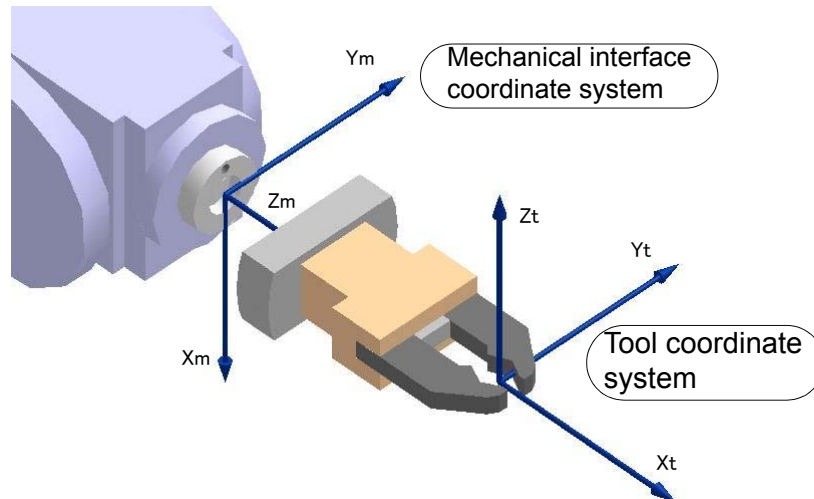 Ym
Mechanical interface
coordinate system
Zm
Zt
Yt
Xm
Tool coordinate
system
Xt